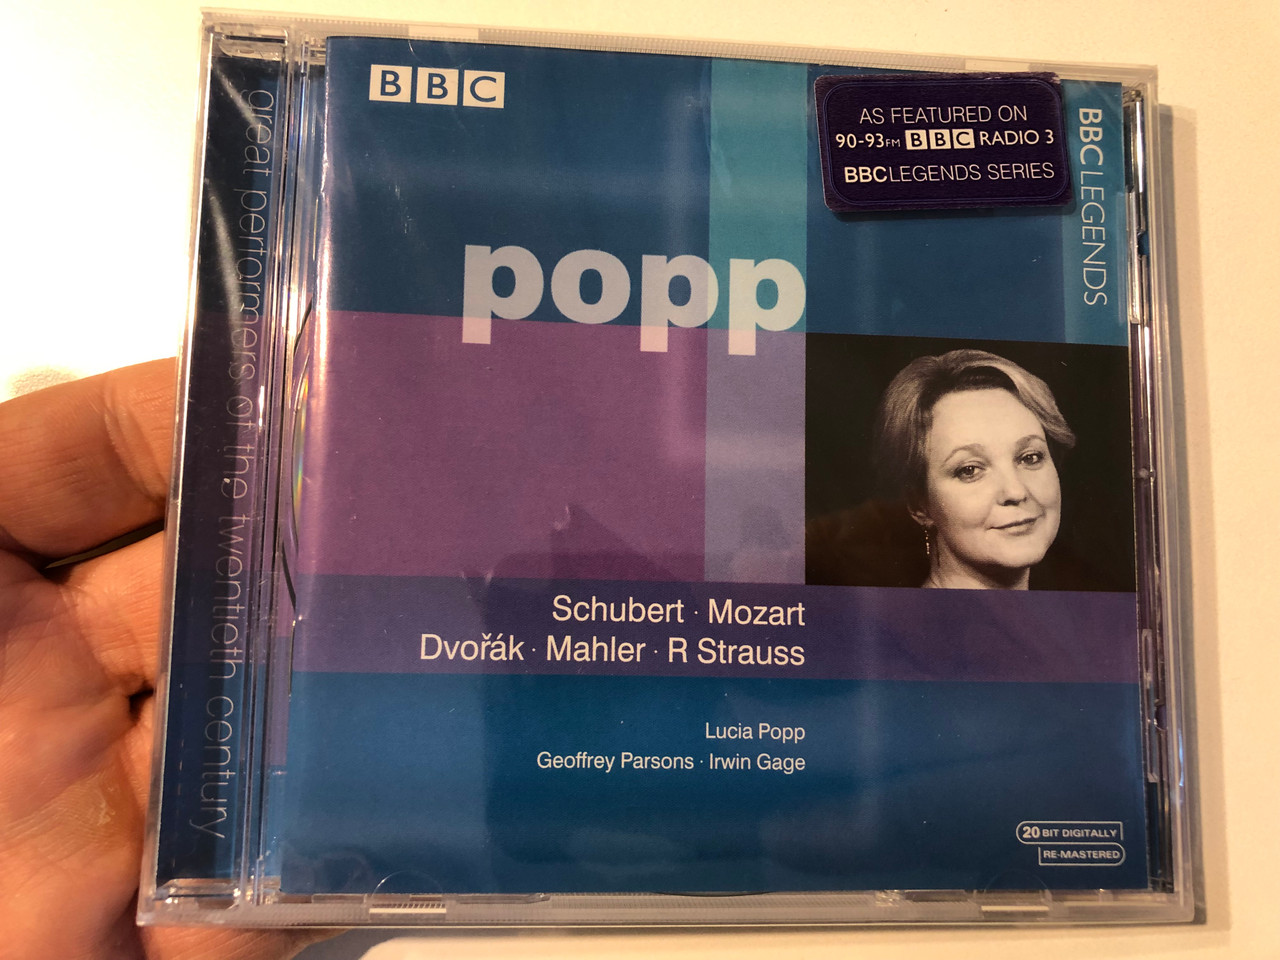 great performers of the twentieth century
BBC
AS FEATURED ON
90-93FM BBC RADIO 3
BBCLEGENDS SERIES
BBCLEGENDS
popp
Schubert · Mozart
Dvořák · Mahler · R Strauss
Lucia Popp
Geoffrey Parsons · Irwin Gage
20 BIT DIGITALLY
RE-MASTERED